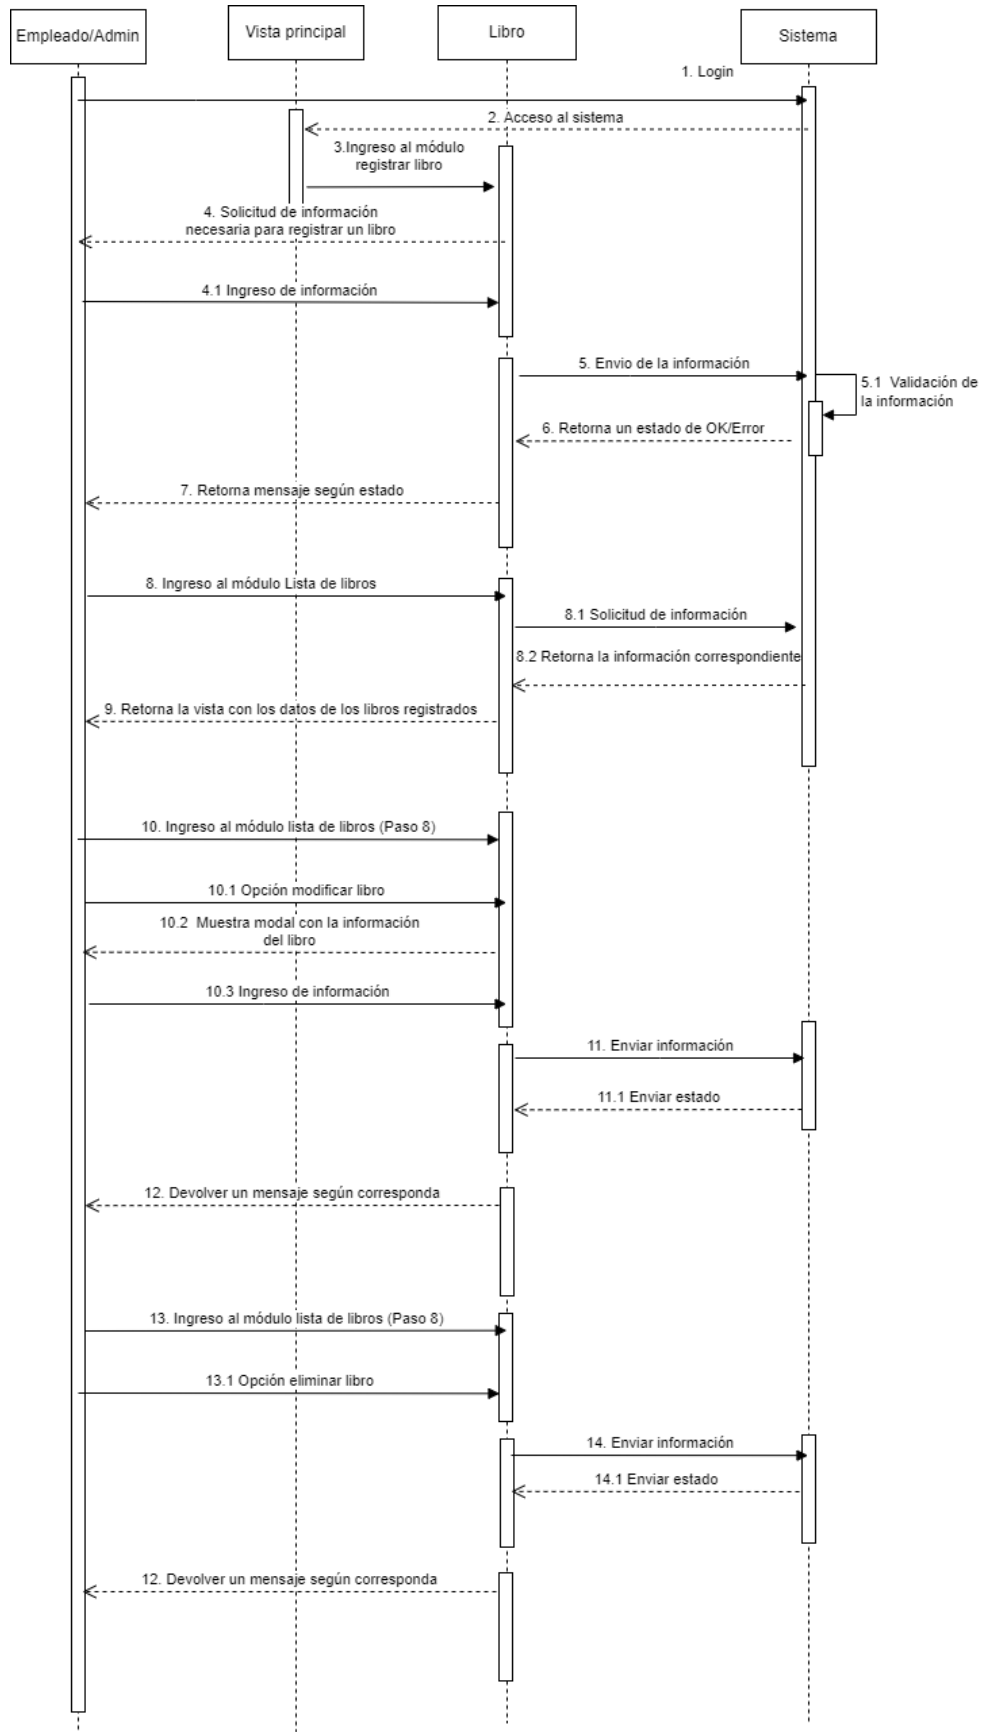 Empleado/Admin
Vista principal
Libro
Sistema
1. Login
2. Acceso al sistema
3.Ingreso al módulo
registrar libro
4. Solicitud de información
necesaria para registrar un libro
4.1 Ingreso de información
5. Envio de la información
5.1 Validación de
la información
6. Retorna un estado de OK/Error
7. Retorna mensaje según estado
8. Ingreso al módulo Lista de libros
8.1 Solicitud de información
8.2 Retorna la información correspondiente
9. Retorna la vista con los datos de los libros registrados
10. Ingreso al módulo lista de libros (Paso 8)
10.1 Opción modificar libro
10.2 Muestra modal con la información
del libro
10.3 Ingreso de información
11. Enviar información
11.1 Enviar estado
12. Devolver un mensaje según corresponda
13. Ingreso al módulo lista de libros (Paso 8)
13.1 Opción eliminar libro
14. Enviar información
14.1 Enviar estado
12. Devolver un mensaje según corresponda